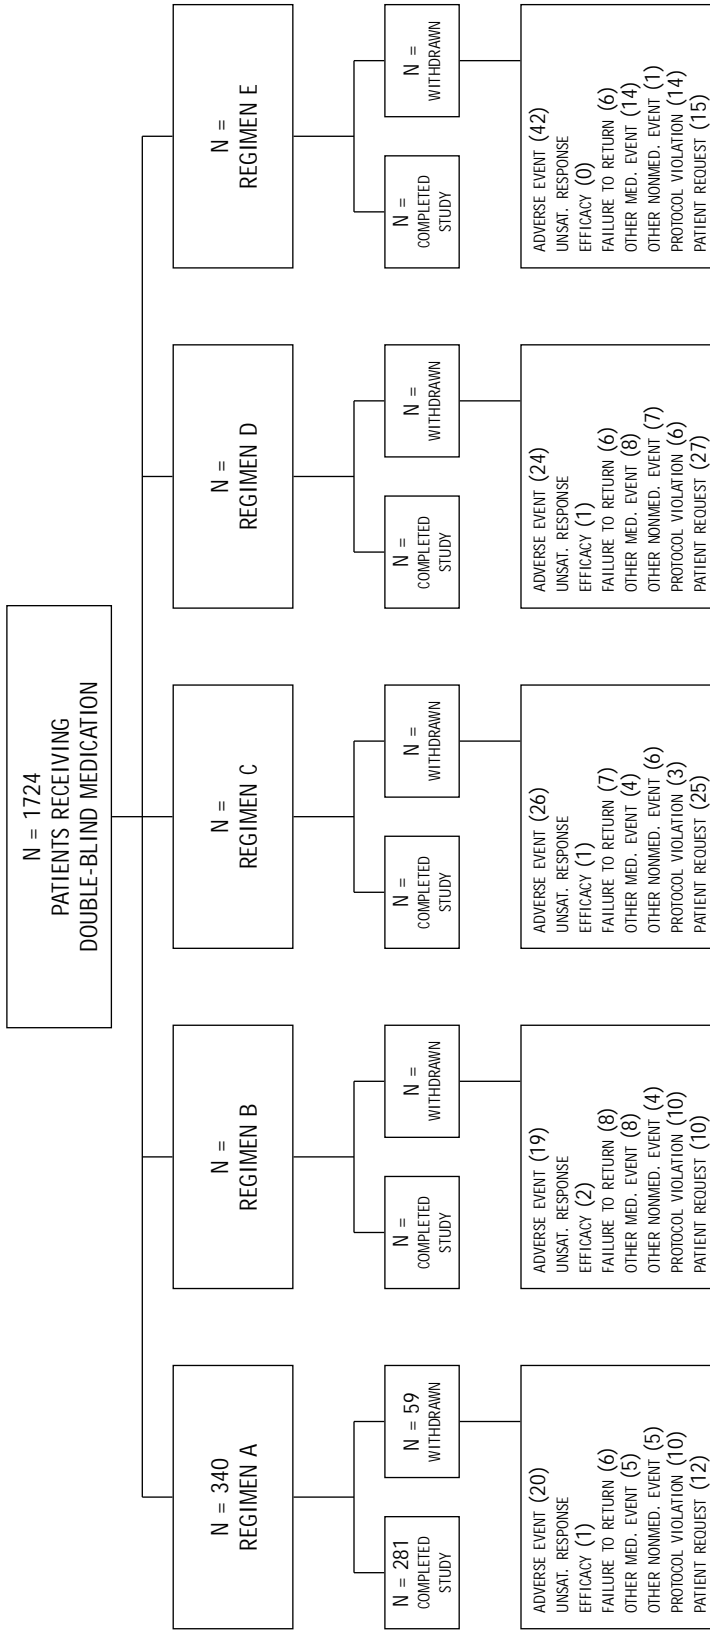 N = 1724
PATIENTS RECEIVING
DOUBLE-BLIND MEDICATION
N = 340
REGIMEN A
N =
REGIMEN B
N =
REGIMEN C
N =
REGIMEN D
N =
REGIMEN E
N = 281
COMPLETED
STUDY
N = 59
WITHDRAWN
N =
COMPLETED
STUDY
N =
WITHDRAWN
N =
COMPLETED
STUDY
N =
WITHDRAWN
N =
COMPLETED
STUDY
N =
WITHDRAWN
N =
COMPLETED
STUDY
N =
WITHDRAWN
ADVERSE EVENT (20)
UNSAT. RESPONSE
EFFICACY (1)
FAILURE TO RETURN (6)
OTHER MED. EVENT (5)
OTHER NONMED. EVENT (5)
PROTOCOL VIOLATION (10)
PATIENT REQUEST (12)
ADVERSE EVENT (19)
UNSAT. RESPONSE
EFFICACY (2)
FAILURE TO RETURN (8)
OTHER MED. EVENT (8)
OTHER NONMED. EVENT (4)
PROTOCOL VIOLATION (10)
PATIENT REQUEST (10)
ADVERSE EVENT (26)
UNSAT. RESPONSE
EFFICACY (1)
FAILURE TO RETURN (7)
OTHER MED. EVENT (4)
OTHER NONMED. EVENT (6)
PROTOCOL VIOLATION (3)
PATIENT REQUEST (25)
ADVERSE EVENT (24)
UNSAT. RESPONSE
EFFICACY (1)
FAILURE TO RETURN (6)
OTHER MED. EVENT (8)
OTHER NONMED. EVENT (7)
PROTOCOL VIOLATION (6)
PATIENT REQUEST (27)
ADVERSE EVENT (42)
UNSAT. RESPONSE
EFFICACY (0)
FAILURE TO RETURN (6)
OTHER MED. EVENT (14)
OTHER NONMED. EVENT (1)
PROTOCOL VIOLATION (14)
PATIENT REQUEST (15)